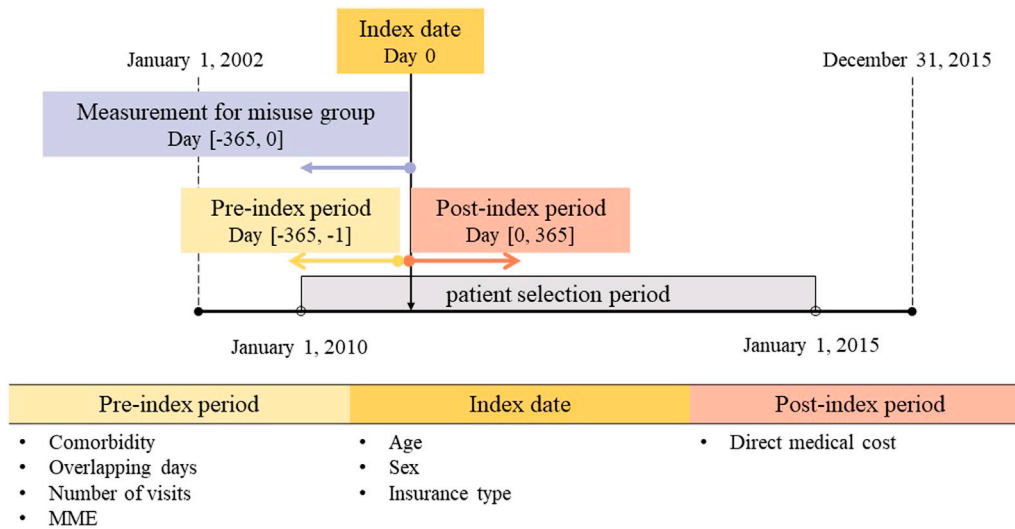 Index date
Day 0
January 1, 2002
December 31, 2015
Measurement for misuse group
Day [-365, 0]
Pre-index period
Day [-365, -1]
Post-index period
Day [0, 365]
patient selection period
January 1, 2010
January 1, 2015
Pre-index period
Index date
Post-index period
• Comorbidity
• Overlapping days
• Number of visits
• MME
• Age
• Sex
• Insurance type
• Direct medical cost